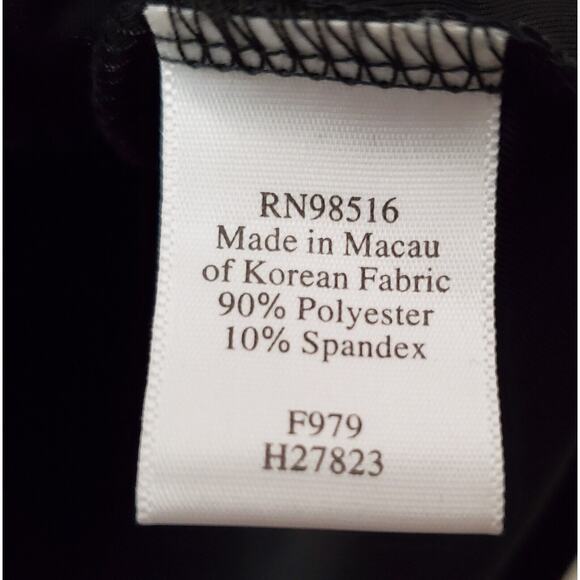 RN98516
Made in Macau
of Korean Fabric
90% Polyester
10% Spandex
F979
H27823